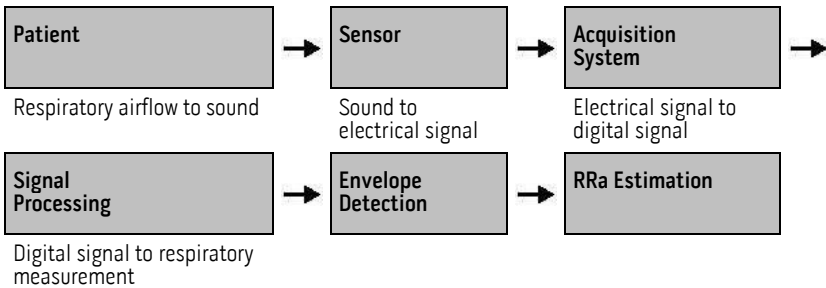 Patient
Sensor
Acquisition
System
Respiratory airflow to sound
Sound to
electrical signal
Electrical signal to
digital signal
Signal
Processing
Envelope
Detection
RRa Estimation
Digital signal to respiratory
measurement